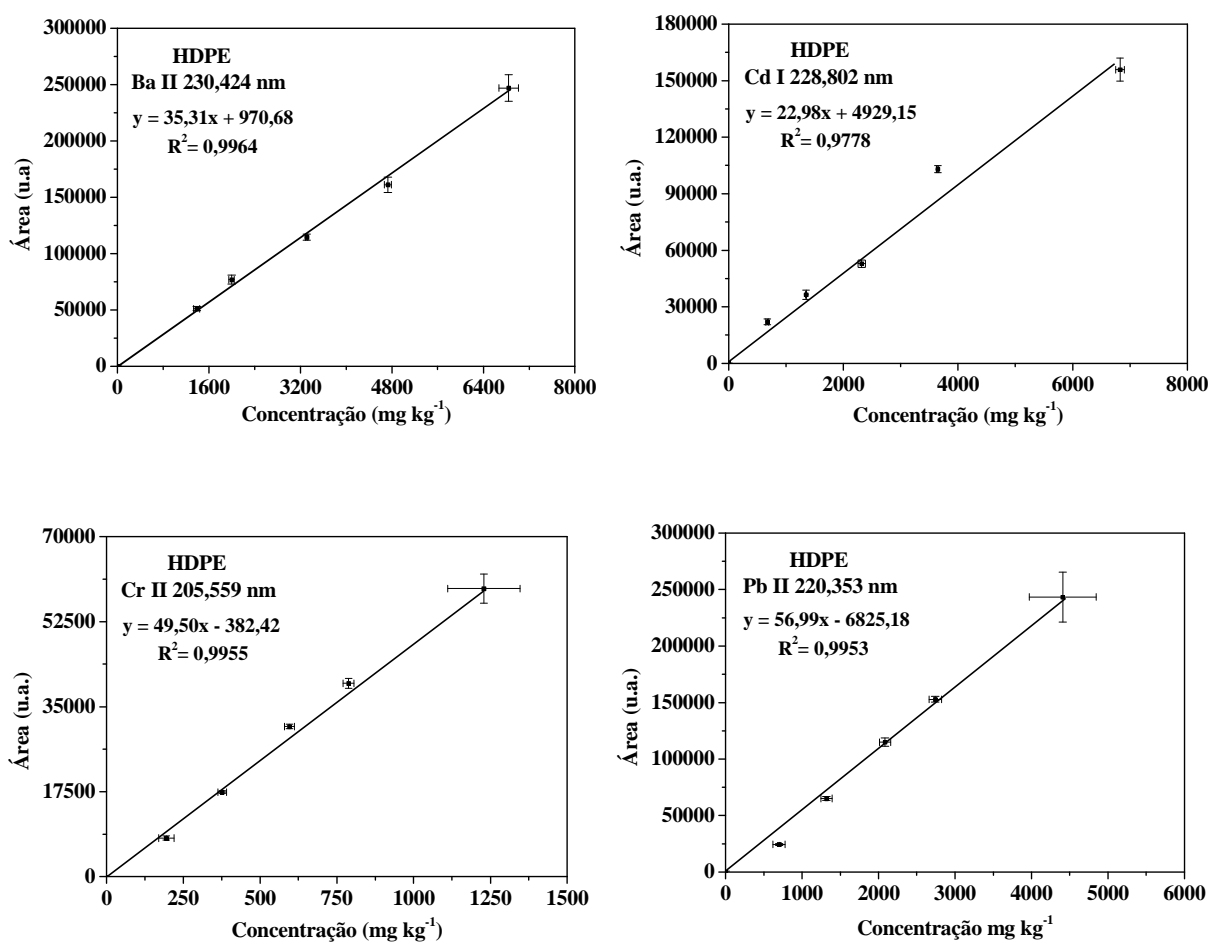 300000
250000
200000
150000
100000
50000
0
0
1600
3200
4800
6400
8000
Área (u.a)
Concentração (mg kg⁻¹)
HDPE
Ba II 230,424 nm
y = 35,31x + 970,68
R²= 0,9964
180000
150000
120000
90000
60000
30000
0
0
2000
4000
6000
8000
Área (u.a.)
Concentração (mg kg⁻¹)
HDPE
Cd I 228,802 nm
y = 22,98x + 4929,15
R²= 0,9778
70000
52500
35000
17500
0
0
250
500
750
1000
1250
1500
Área (u.a.)
Concentração (mg kg⁻¹)
HDPE
Cr II 205,559 nm
y = 49,50x - 382,42
R²= 0,9955
300000
250000
200000
150000
100000
50000
0
0
1000
2000
3000
4000
5000
6000
Área (u.a.)
Concentração mg kg⁻¹
HDPE
Pb II 220,353 nm
y = 56,99x - 6825,18
R²= 0,9953